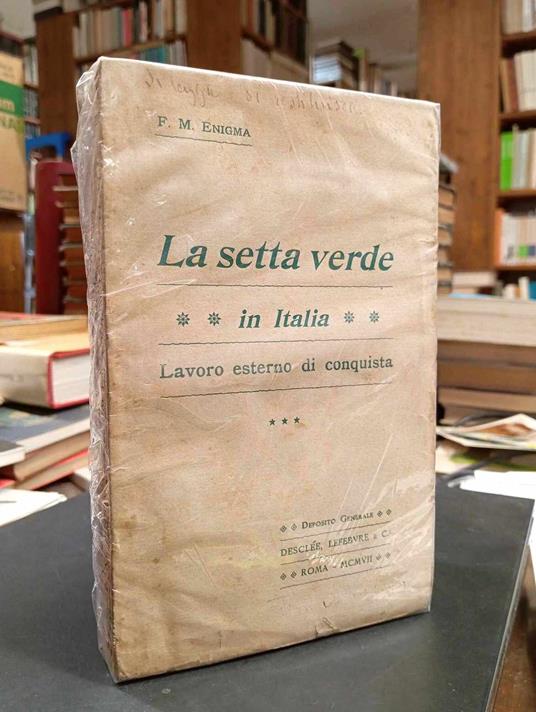 F. M. ENIGMA
La setta verde
in Italia
Lavoro esterno di conquista
DEPOSITO GENERALE
DESCLÉE, LEFEBVRE & C.
ROMA - MCMVII